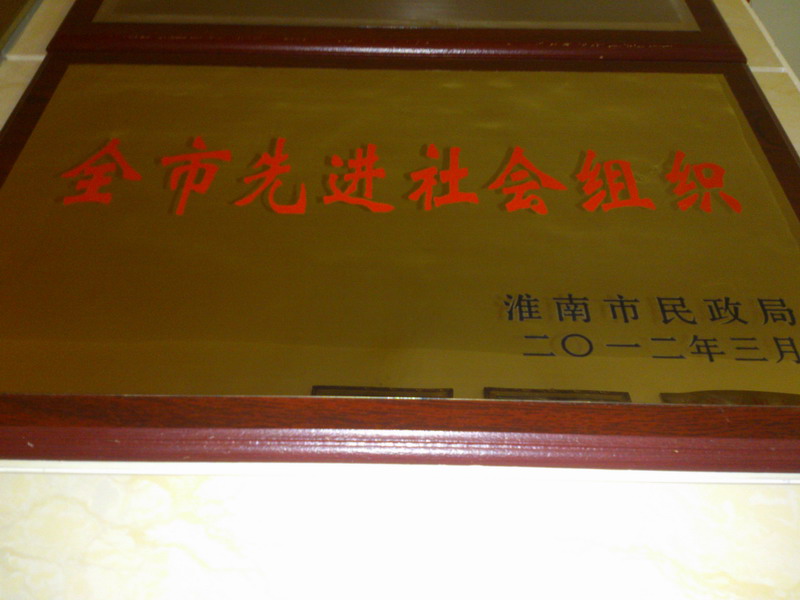 全市先进社会组织
淮南市民政局
二〇一二年三月